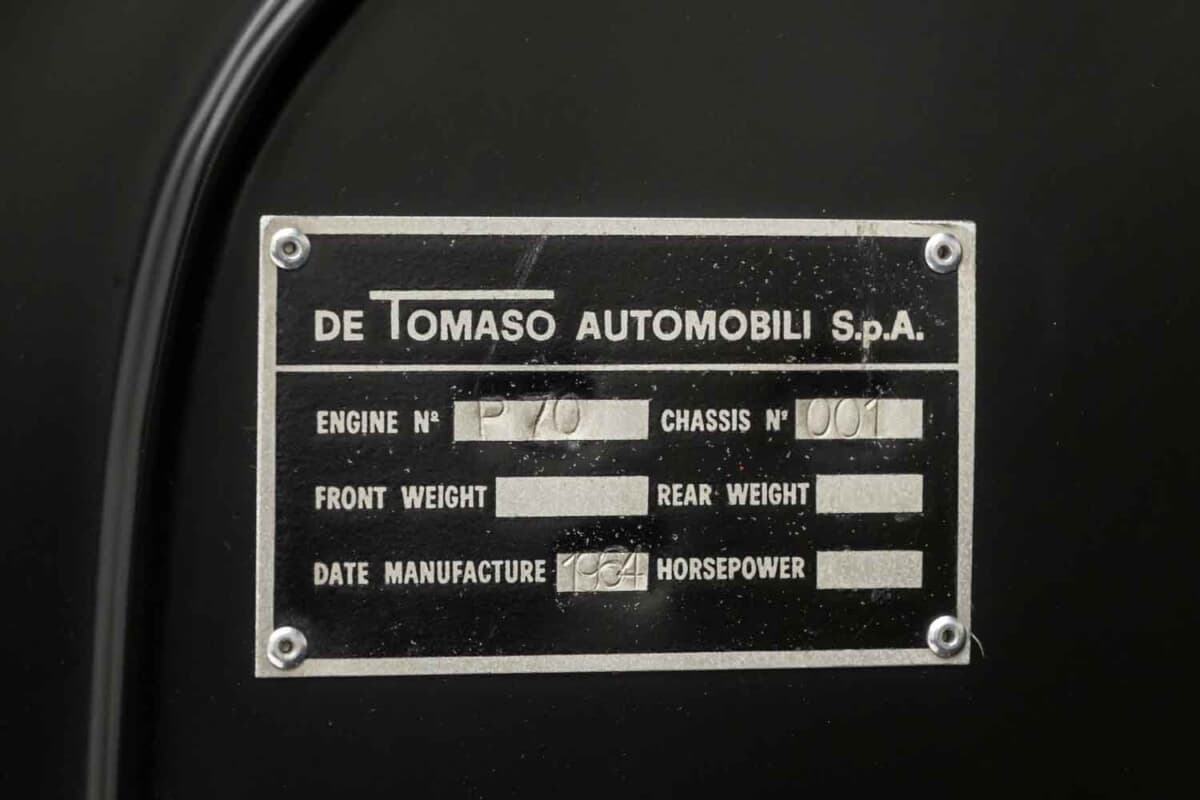 DE TOMASO AUTOMOBILI S.p.A.
ENGINE Nº P 70 CHASSIS Nº 001
FRONT WEIGHT REAR WEIGHT
DATE MANUFACTURE 1964 HORSEPOWER